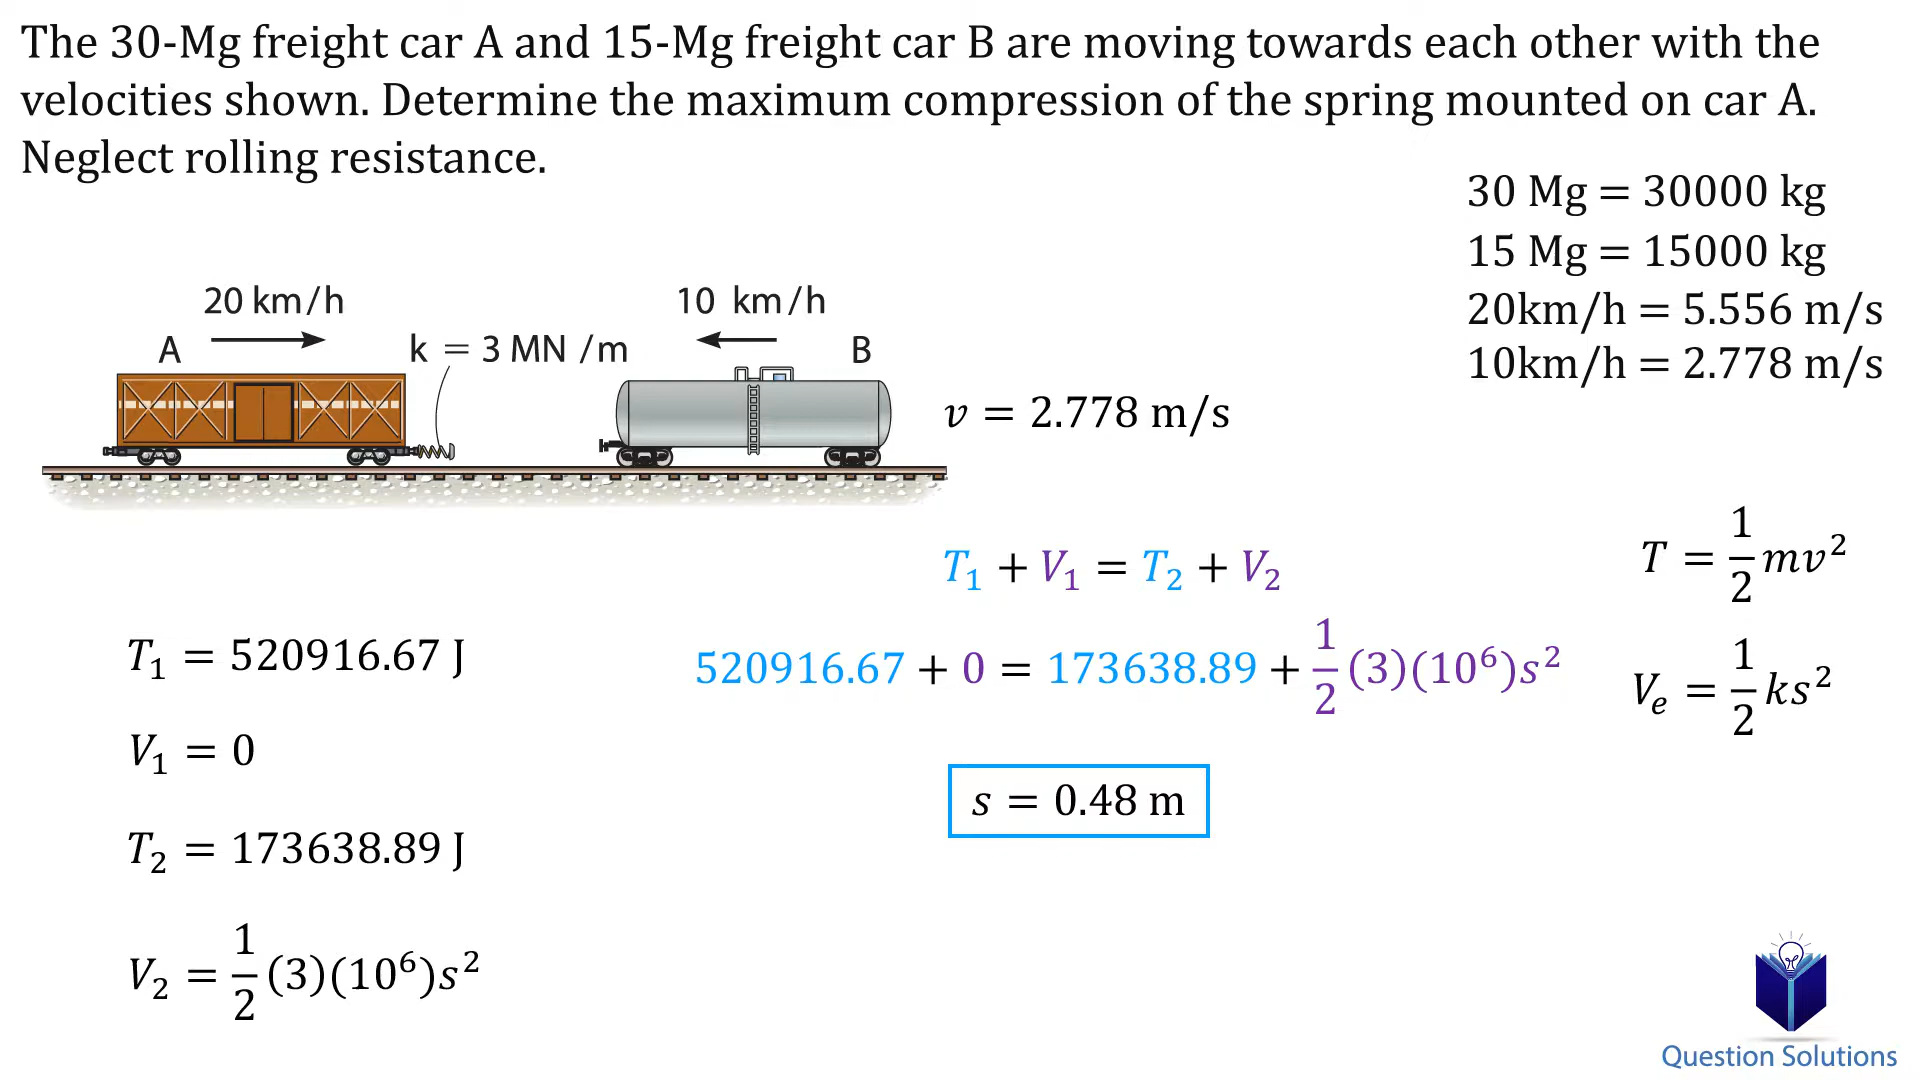 The 30-Mg freight car A and 15-Mg freight car B are moving towards each other with the
velocities shown. Determine the maximum compression of the spring mounted on car A.
Neglect rolling resistance.
30 Mg = 30000 kg
15 Mg = 15000 kg
20km/h = 5.556 m/s
10km/h = 2.778 m/s
20 km/h
10 km/h
A
k = 3 MN /m
B
v = 2.778 m/s
T₁ + V₁ = T₂ + V₂
T = 1/2 mv²
T₁ = 520916.67 J
520916.67 + 0 = 173638.89 + 1/2 (3)(10⁶)s²
Vₑ = 1/2 ks²
V₁ = 0
s = 0.48 m
T₂ = 173638.89 J
V₂ = 1/2 (3)(10⁶)s²
Question Solutions